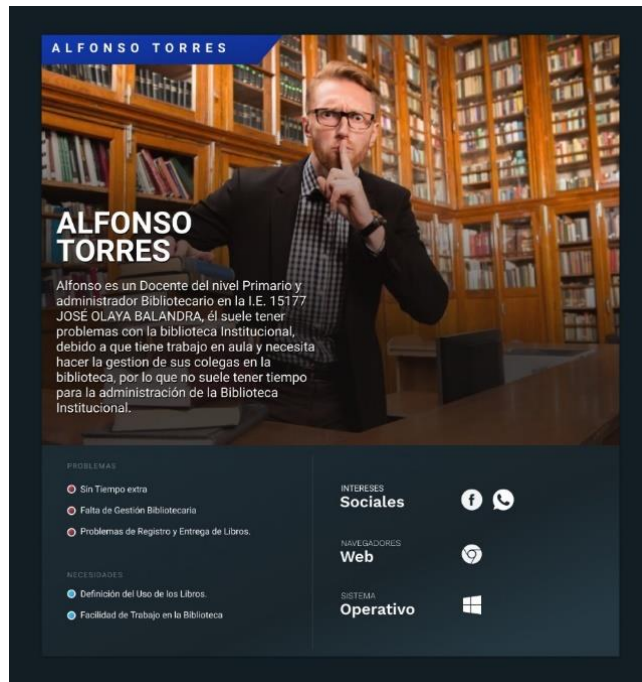 ALFONSO TORRES
ALFONSO
TORRES
Alfonso es un Docente del nivel Primario y
administrador Bibliotecario en la I.E. 15177
JOSÉ OLAYA BALANDRA, él suele tener
problemas con la biblioteca Institucional,
debido a que tiene trabajo en aula y necesita
hacer la gestion de sus colegas en la
biblioteca, por lo que no suele tener tiempo
para la administración de la Biblioteca
Institucional.
PROBLEMAS
Sin Tiempo extra
Falta de Gestión Bibliotecaria
Problemas de Registro y Entrega de Libros.
NECESIDADES
Definición del Uso de los Libros.
Facilidad de Trabajo en la Biblioteca
INTERESES
Sociales
NAVEGADORES
Web
SISTEMA
Operativo